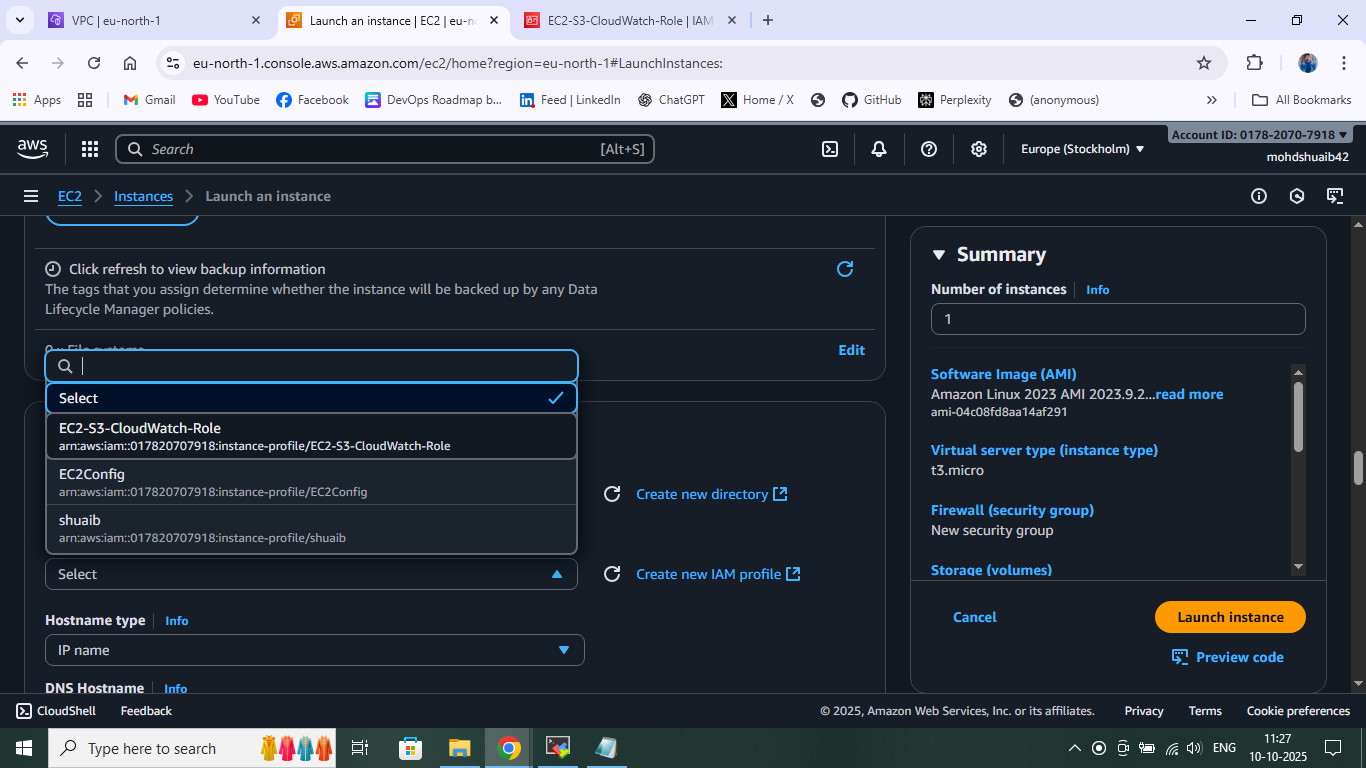 VPC | eu-north-1
Launch an instance | EC2 | eu-n
EC2-S3-CloudWatch-Role | IAM
eu-north-1.console.aws.amazon.com/ec2/home?region=eu-north-1#LaunchInstances:
Apps
Gmail
YouTube
Facebook
DevOps Roadmap b...
Feed | LinkedIn
ChatGPT
Home / X
GitHub
Perplexity
(anonymous)
All Bookmarks
aws
Search
[Alt+S]
Europe (Stockholm)
Account ID: 0178-2070-7918
mohdshuaib42
EC2
Instances
Launch an instance
Click refresh to view backup information
The tags that you assign determine whether the instance will be backed up by any Data
Lifecycle Manager policies.
0 x File systems
Edit
Select
EC2-S3-CloudWatch-Role
arn:aws:iam::017820707918:instance-profile/EC2-S3-CloudWatch-Role
EC2Config
arn:aws:iam::017820707918:instance-profile/EC2Config
shuaib
arn:aws:iam::017820707918:instance-profile/shuaib
Create new directory
Select
Create new IAM profile
Hostname type
Info
IP name
DNS Hostname
Info
Summary
Number of instances
Info
1
Software Image (AMI)
Amazon Linux 2023 AMI 2023.9.2...read more
ami-04c08fd8aa14af291
Virtual server type (instance type)
t3.micro
Firewall (security group)
New security group
Storage (volumes)
Cancel
Launch instance
Preview code
CloudShell
Feedback
© 2025, Amazon Web Services, Inc. or its affiliates.
Privacy
Terms
Cookie preferences
Type here to search
ENG
11:27
10-10-2025